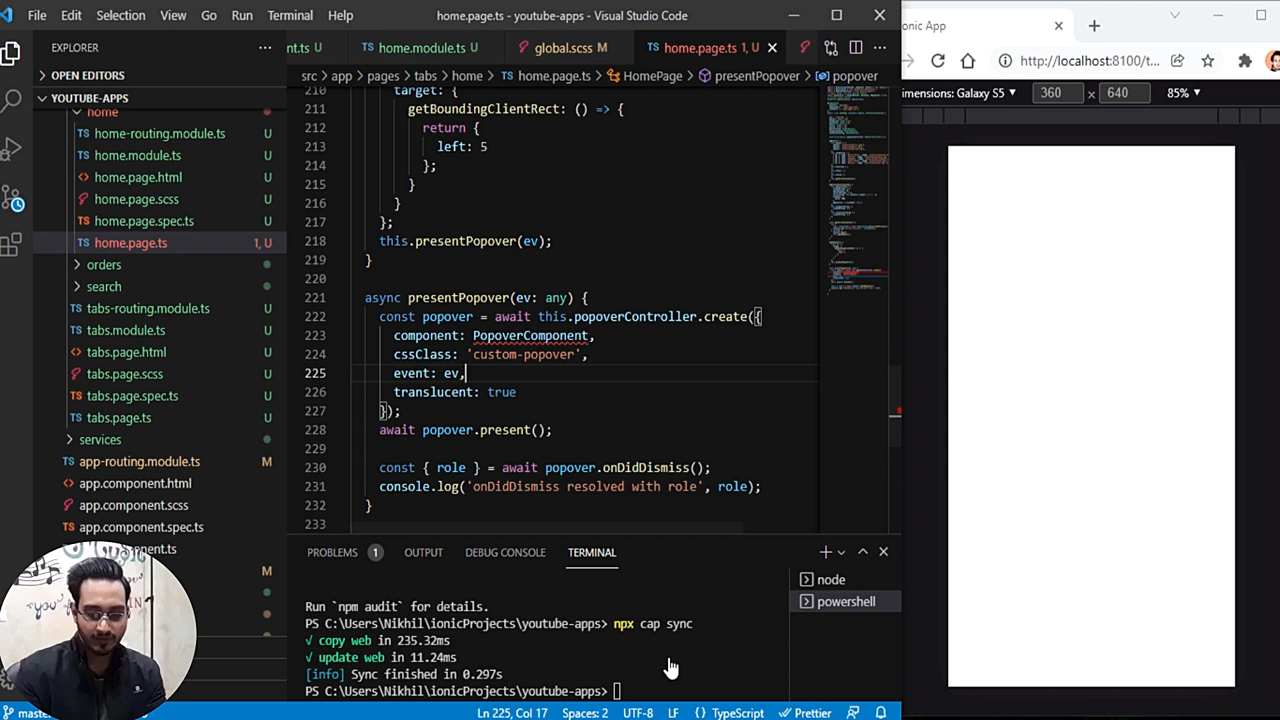 File Edit Selection View Go Run Terminal Help
home.page.ts - youtube-apps - Visual Studio Code
EXPLORER
OPEN EDITORS
YOUTUBE-APPS
home
home-routing.module.ts U
home.module.ts U
home.page.html U
home.page.scss U
home.page.spec.ts U
home.page.ts 1, U
orders
search
tabs-routing.module.ts U
tabs.module.ts U
tabs.page.html U
tabs.page.scss U
tabs.page.spec.ts U
tabs.page.ts U
services
app-routing.module.ts M
app.component.html
app.component.scss
app.component.spec.ts
M
nt.ts U
home.module.ts U
global.scss M
home.page.ts 1, U
src > app > pages > tabs > home > home.page.ts > HomePage > presentPopover > popover
210 target: {
211 getBoundingClientRect: () => {
212 return {
213 left: 5
214 };
215 }
216 }
217 };
218 this.presentPopover(ev);
219 }
220
221 async presentPopover(ev: any) {
222 const popover = await this.popoverController.create({
223 component: PopoverComponent,
224 cssClass: 'custom-popover',
225 event: ev,
226 translucent: true
227 });
228 await popover.present();
229
230 const { role } = await popover.onDidDismiss();
231 console.log('onDidDismiss resolved with role', role);
232 }
233
PROBLEMS 1 OUTPUT DEBUG CONSOLE TERMINAL
node
powershell
Run `npm audit` for details.
PS C:\Users\Nikhil\ionicProjects\youtube-apps> npx cap sync
√ copy web in 235.32ms
√ update web in 11.24ms
[info] Sync finished in 0.297s
PS C:\Users\Nikhil\ionicProjects\youtube-apps>
Ln 225, Col 17 Spaces: 2 UTF-8 LF {} TypeScript Prettier
onic App
http://localhost:8100/t...
imensions: Galaxy S5 360 x 640 85%